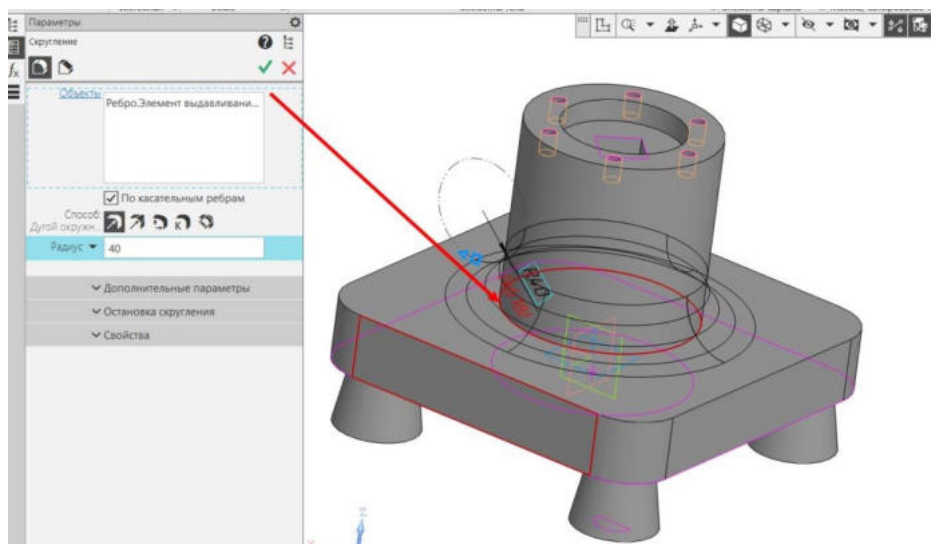 Параметры
Скругление
Объекты
Ребро.Элемент выдавливани...
По касательным ребрам
Способ:
Дугой окружн...
Радиус
40
Дополнительные параметры
Остановка скругления
Свойства
R40